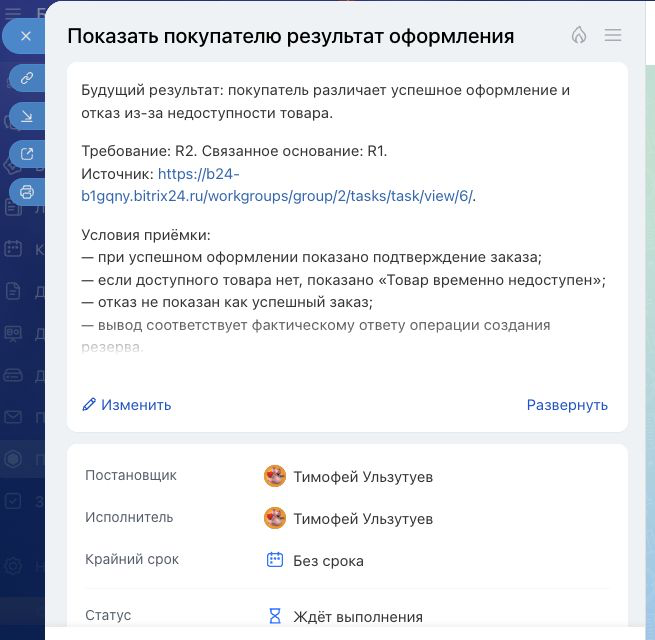 Показать покупателю результат оформления
Будущий результат: покупатель различает успешное оформление и
отказ из-за недоступности товара.
Требование: R2. Связанное основание: R1.
Источник: https://b24-
b1gqny.bitrix24.ru/workgroups/group/2/tasks/task/view/6/.
Условия приёмки:
— при успешном оформлении показано подтверждение заказа;
— если доступного товара нет, показано «Товар временно недоступен»;
— отказ не показан как успешный заказ;
— вывод соответствует фактическому ответу операции создания
резерва.
Изменить
Развернуть
Постановщик
Тимофей Ульзутуев
Исполнитель
Тимофей Ульзутуев
Крайний срок
Без срока
Статус
Ждёт выполнения